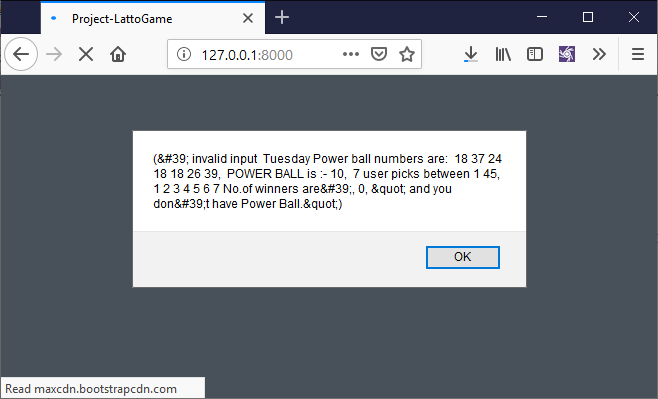 Project-LattoGame
127.0.0.1:8000
(&#39; invalid input  Tuesday Power ball numbers are:  18 37 24
18 18 26 39,  POWER BALL is :- 10,  7 user picks between 1 45,
1 2 3 4 5 6 7 No.of winners are&#39;, 0, &quot; and you
don&#39;t have Power Ball.&quot;)
OK
Read maxcdn.bootstrapcdn.com